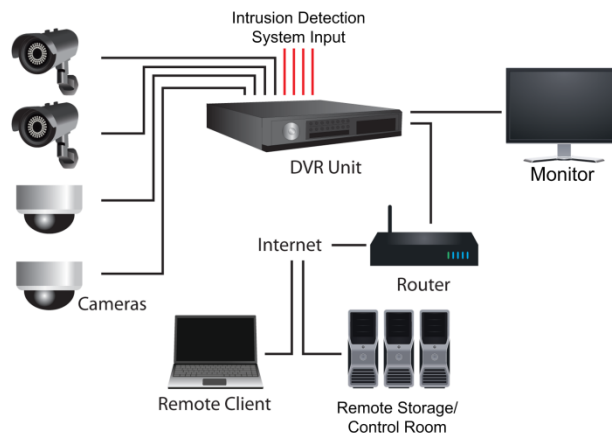 Intrusion Detection
System Input
DVR Unit
Monitor
Internet
Router
Cameras
Remote Client
Remote Storage/
Control Room